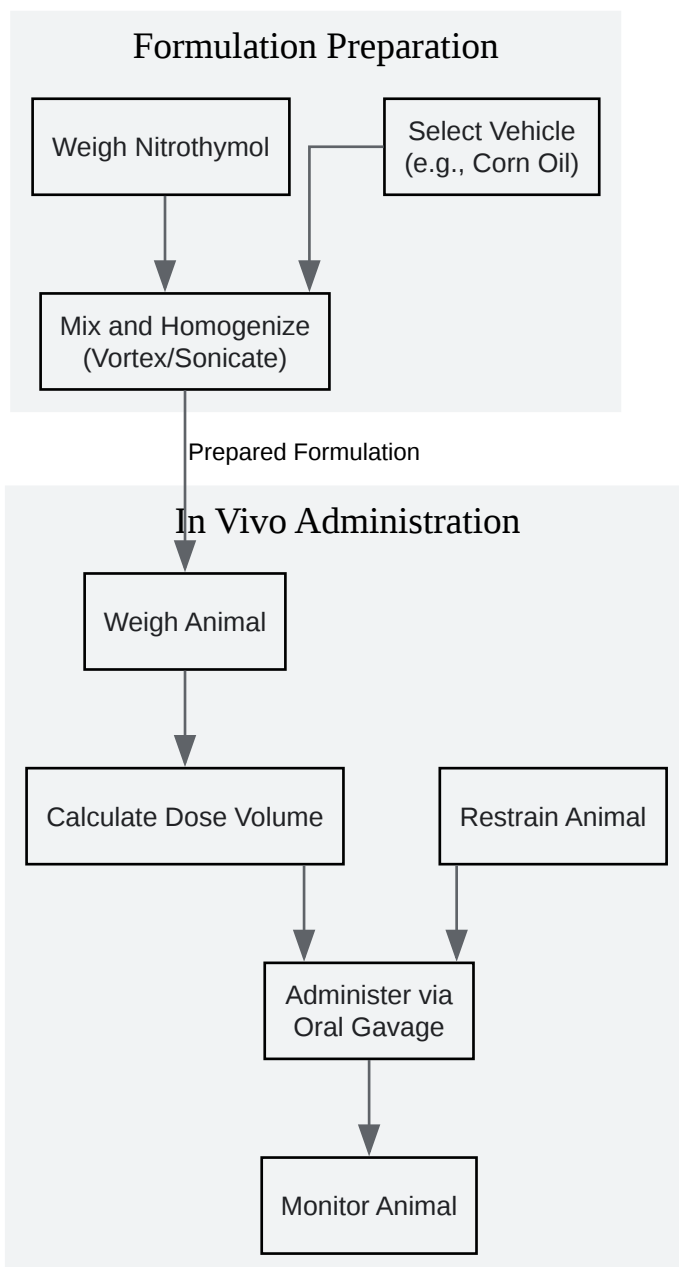 Formulation Preparation
Weigh Nitrothymol
Select Vehicle
(e.g., Corn Oil)
Mix and Homogenize
(Vortex/Sonicate)
Prepared Formulation
In Vivo Administration
Weigh Animal
Calculate Dose Volume
Restrain Animal
Administer via
Oral Gavage
Monitor Animal